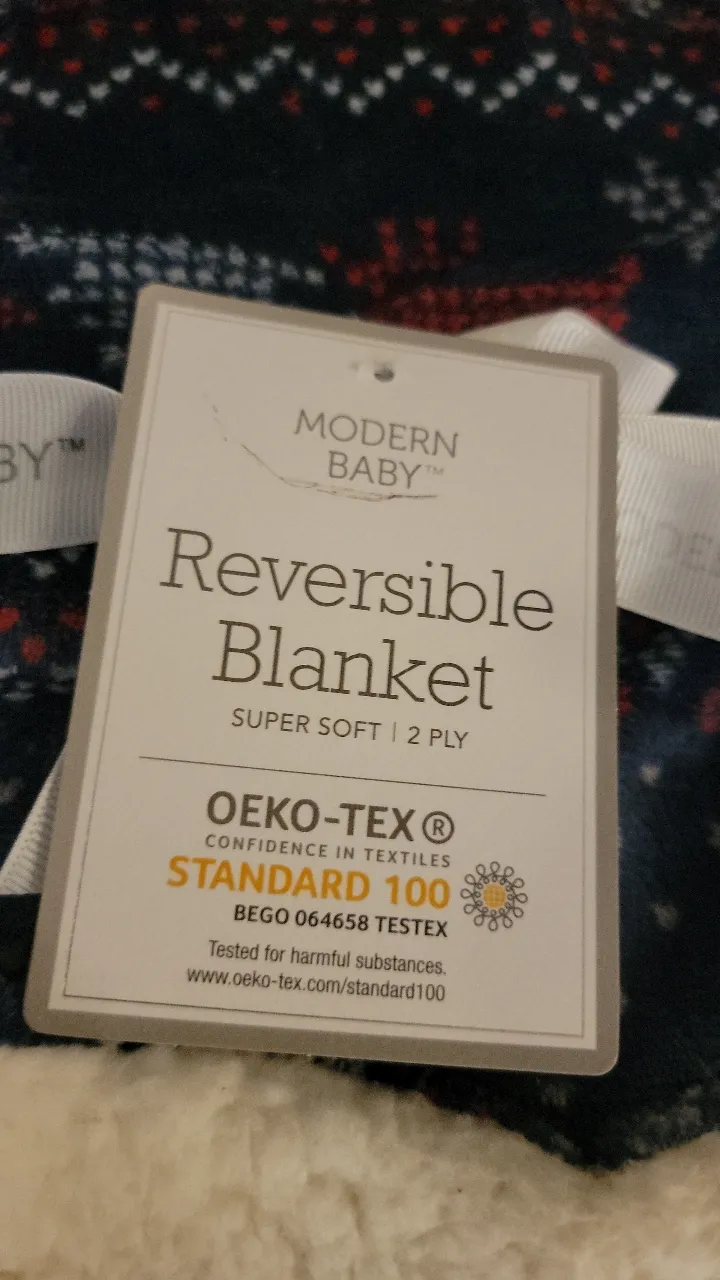 MODERN
BABY™
Reversible
Blanket
SUPER SOFT | 2 PLY
OEKO-TEX®
CONFIDENCE IN TEXTILES
STANDARD 100
BEGO 064658 TESTEX
Tested for harmful substances.
www.oeko-tex.com/standard100
BY™